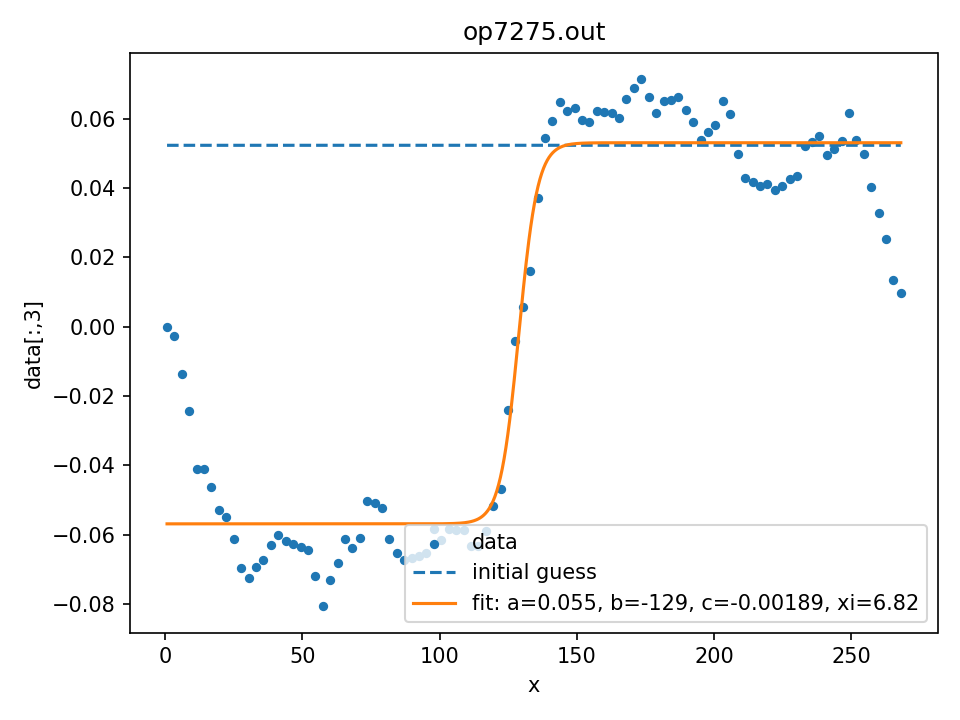 op7275.out
0.06
0.04
0.02
0.00
−0.02
−0.04
−0.06
−0.08
data[:,3]
data
initial guess
fit: a=0.055, b=-129, c=-0.00189, xi=6.82
0 50 100 150 200 250
x